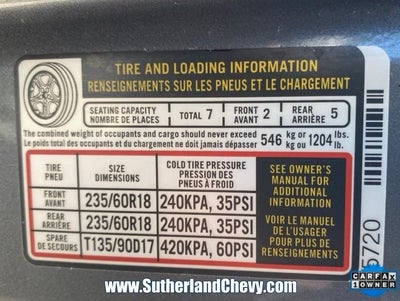 TIRE AND LOADING INFORMATION
RENSEIGNEMENTS SUR LES PNEUS ET LE CHARGEMENT
SEATING CAPACITY
NOMBRE DE PLACES
TOTAL 7
FRONT
AVANT 2
REAR
ARRIÈRE 5
The combined weight of occupants and cargo should never exceed
Le poids total des occupants et du chargement ne doit jamais dépasser
546 kg or kg ou 1204 lbs. lb.
TIRE
PNEU
SIZE
DIMENSIONS
COLD TIRE PRESSURE
PRESSION DES
PNEUS À FROID
FRONT
AVANT
235/60R18
240KPA, 35PSI
REAR
ARRIÈRE
235/60R18
240KPA, 35PSI
SPARE
DE SECOURS
T135/90D17
420KPA, 60PSI
SEE OWNER'S
MANUAL FOR
ADDITIONAL
INFORMATION
VOIR LE MANUEL
DE L'USAGER
POUR PLUS DE
RENSEIGNEMENTS
5720
www.SutherlandChevy.com
CARFAX
1 OWNER